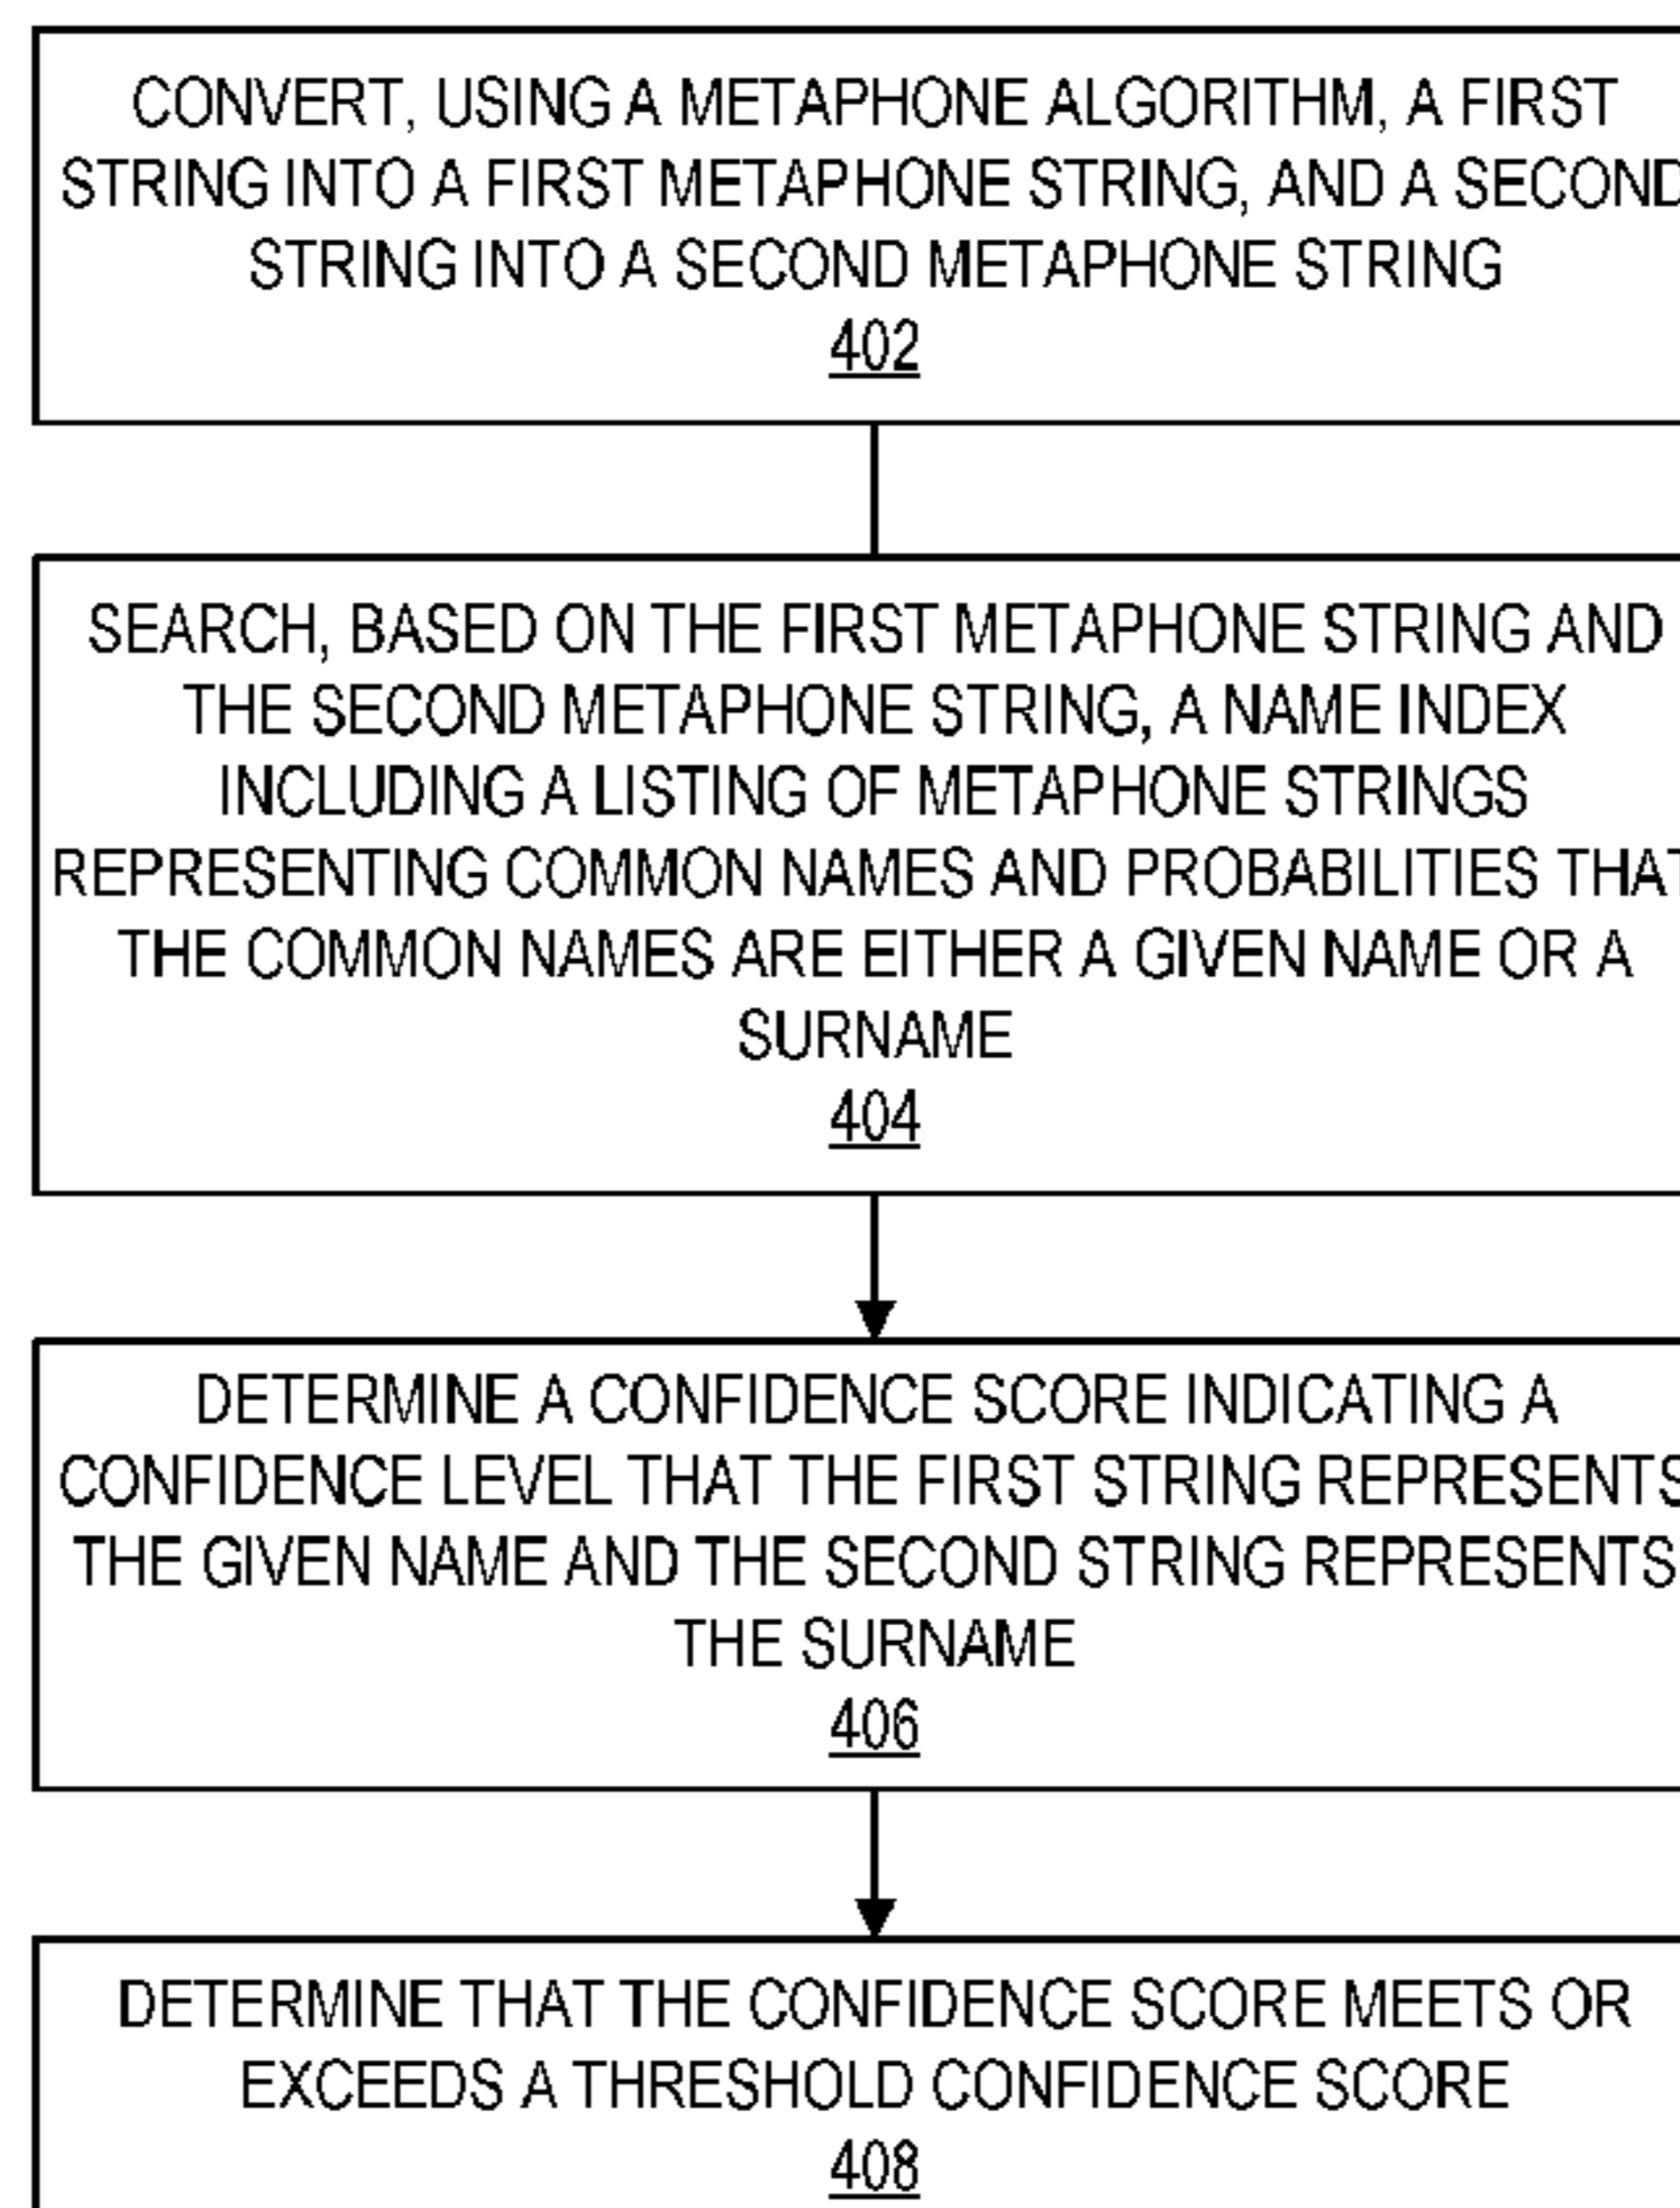 CONVERT, USING A METAPHONE ALGORITHM, A FIRST
STRING INTO A FIRST METAPHONE STRING, AND A SECOND
STRING INTO A SECOND METAPHONE STRING
402
SEARCH, BASED ON THE FIRST METAPHONE STRING AND
THE SECOND METAPHONE STRING, A NAME INDEX
INCLUDING A LISTING OF METAPHONE STRINGS
REPRESENTING COMMON NAMES AND PROBABILITIES THAT
THE COMMON NAMES ARE EITHER A GIVEN NAME OR A
SURNAME
404
DETERMINE A CONFIDENCE SCORE INDICATING A
CONFIDENCE LEVEL THAT THE FIRST STRING REPRESENTS
THE GIVEN NAME AND THE SECOND STRING REPRESENTS
THE SURNAME
406
DETERMINE THAT THE CONFIDENCE SCORE MEETS OR
EXCEEDS A THRESHOLD CONFIDENCE SCORE
408